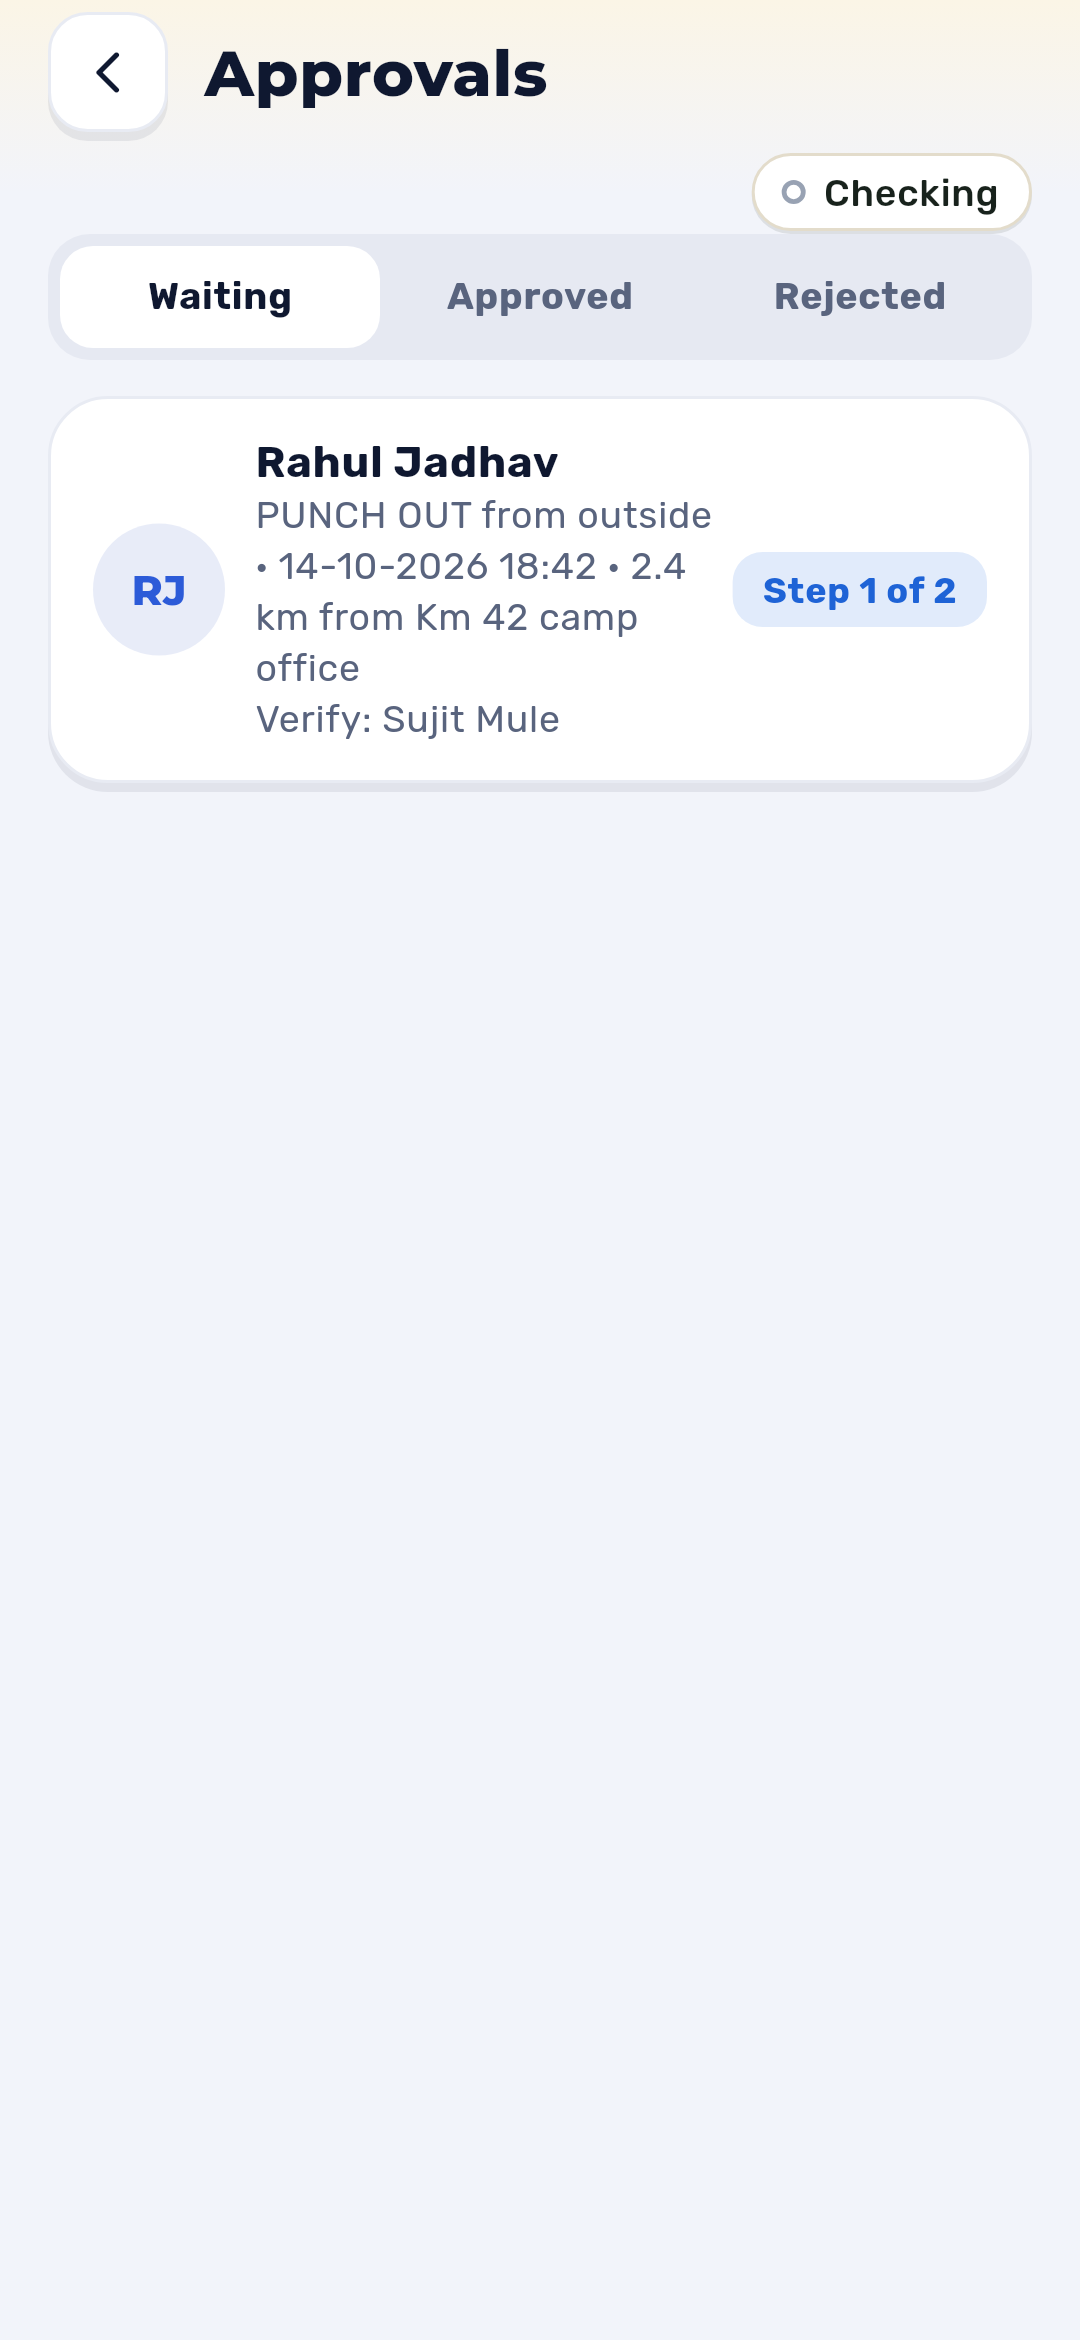 Approvals
Checking
Waiting Approved Rejected
Rahul Jadhav
PUNCH OUT from outside
• 14-10-2026 18:42 • 2.4
km from Km 42 camp
office
Verify: Sujit Mule
RJ
Step 1 of 2